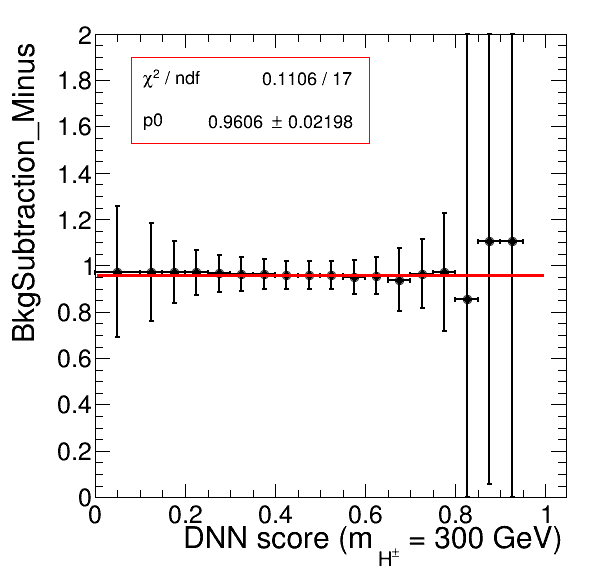 BkgSubtraction_Minus
2
1.8
1.6
1.4
1.2
1
0.8
0.6
0.4
0.2
0
χ² / ndf 0.1106 / 17
p0 0.9606 ± 0.02198
0 0.2 0.4 0.6 0.8 1
DNN score (m_H± = 300 GeV)